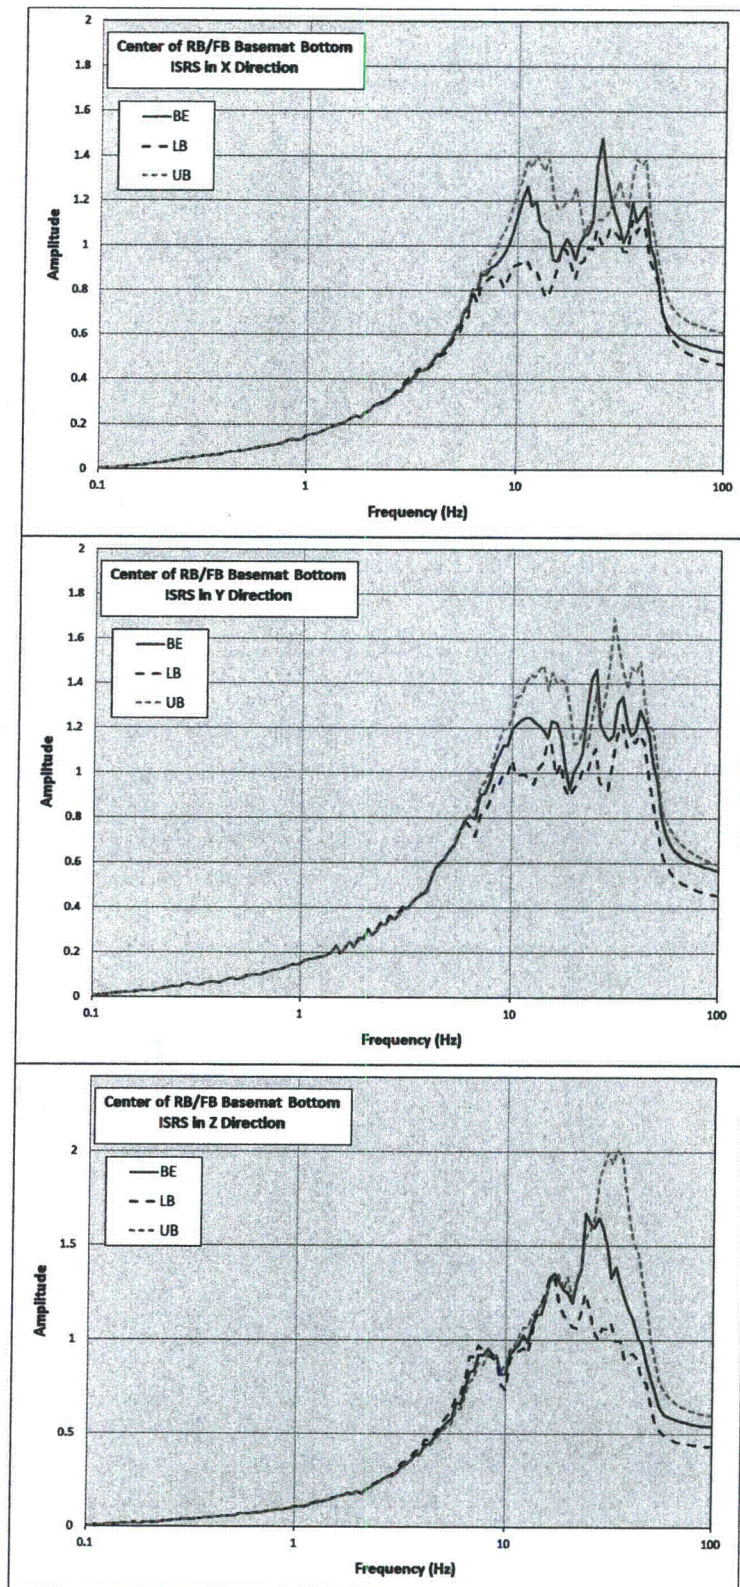 Center of RB/FB Basemat Bottom
ISRS in X Direction
BE
LB
UB
2
1.8
1.6
1.4
1.2
1
0.8
0.6
0.4
0.2
0
Amplitude
0.1 1 10 100
Frequency (Hz)
Center of RB/FB Basemat Bottom
ISRS in Y Direction
BE
LB
UB
2
1.8
1.6
1.4
1.2
1
0.8
0.6
0.4
0.2
0
Amplitude
0.1 1 10 100
Frequency (Hz)
Center of RB/FB Basemat Bottom
ISRS in Z Direction
BE
LB
UB
2
1.5
1
0.5
0
Amplitude
0.1 1 10 100
Frequency (Hz)